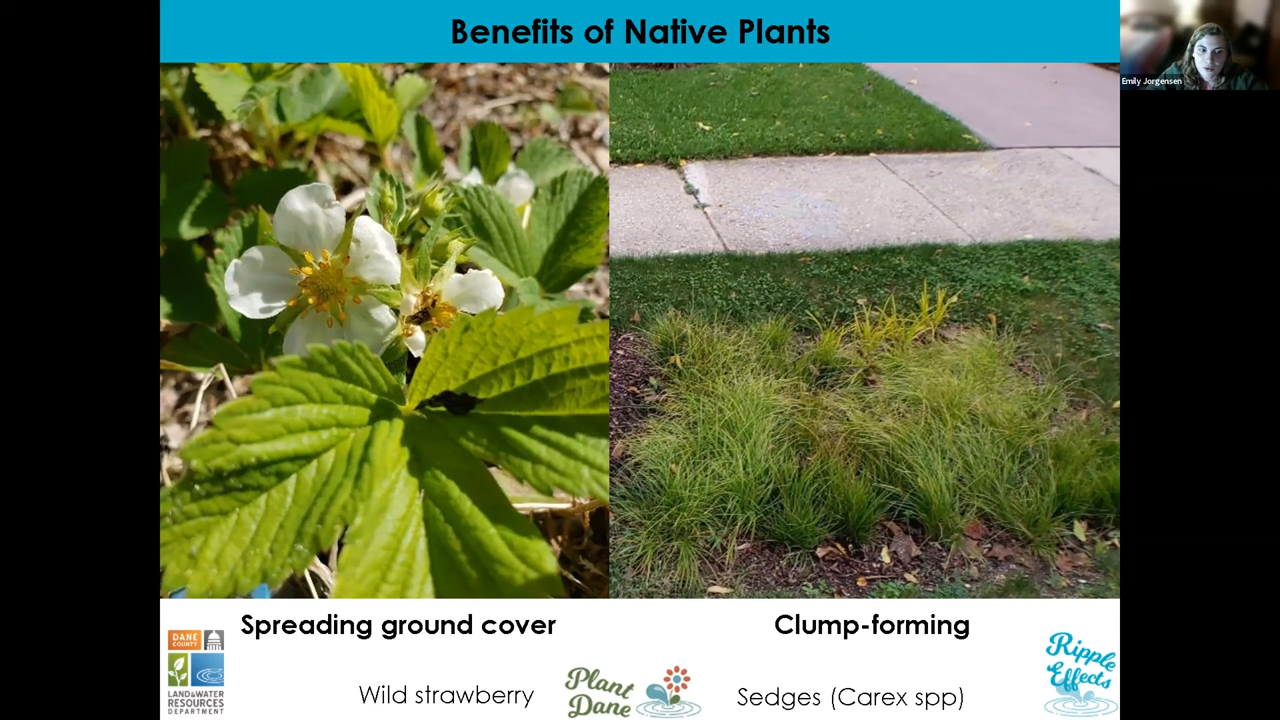 Benefits of Native Plants
Emily Jorgensen
Spreading ground cover
Clump-forming
DANE
COUNTY
LAND&WATER
RESOURCES
DEPARTMENT
Wild strawberry
Plant
Dane
Sedges (Carex spp)
Ripple
Effects